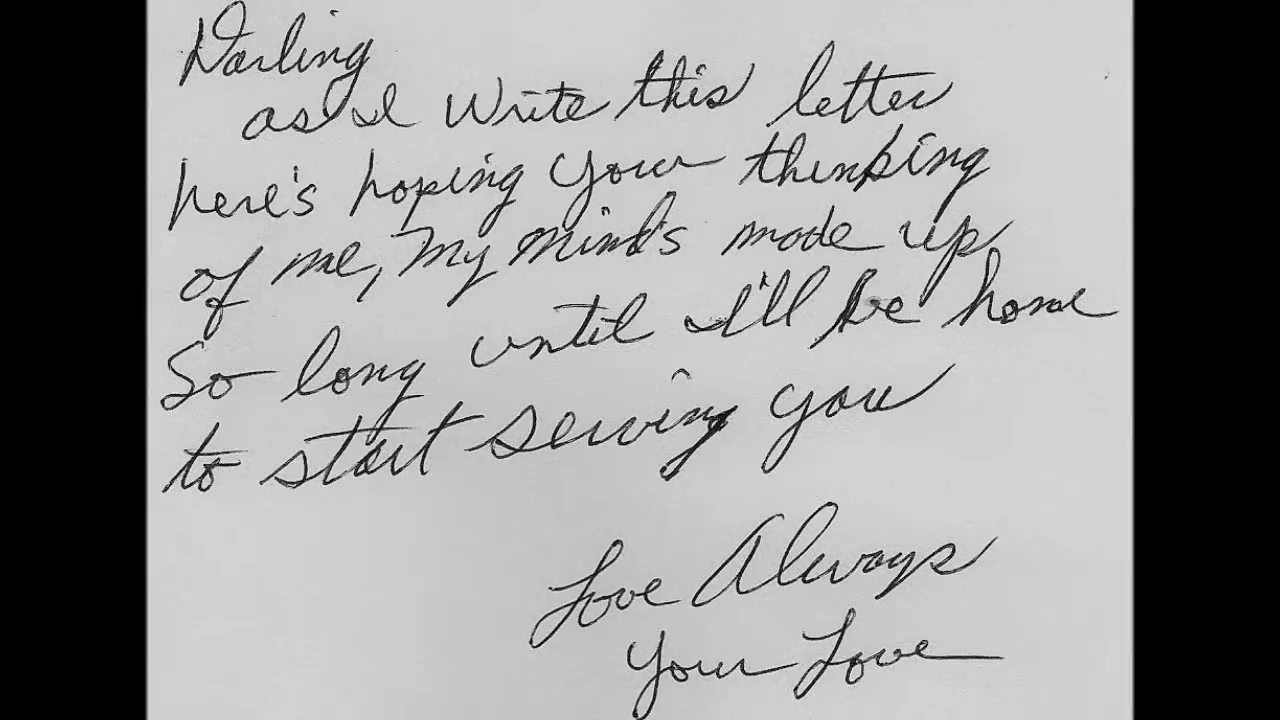 Darling
as I Write this letter
here's hoping your thinking
of me, My Mind's made up
So long until I'll be home
to start serving you
Love Always
Your Love